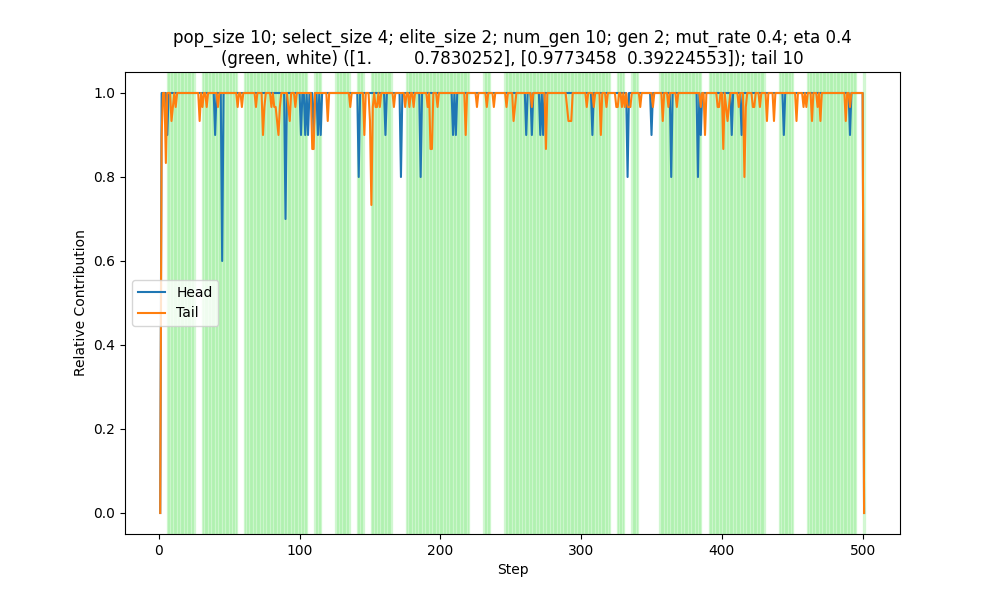 pop_size 10; select_size 4; elite_size 2; num_gen 10; gen 2; mut_rate 0.4; eta 0.4
(green, white) ([1. 0.7830252], [0.9773458 0.39224553]); tail 10
1.0
0.8
0.6
0.4
0.2
0.0
Relative Contribution
Head
Tail
0 100 200 300 400 500
Step